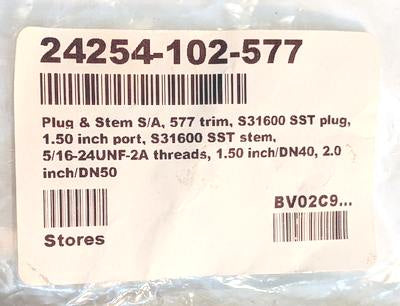 24254-102-577
Plug & Stem S/A, 577 trim, S31600 SST plug,
1.50 inch port, S31600 SST stem,
5/16-24UNF-2A threads, 1.50 inch/DN40, 2.0
inch/DN50
BV02C9...
Stores